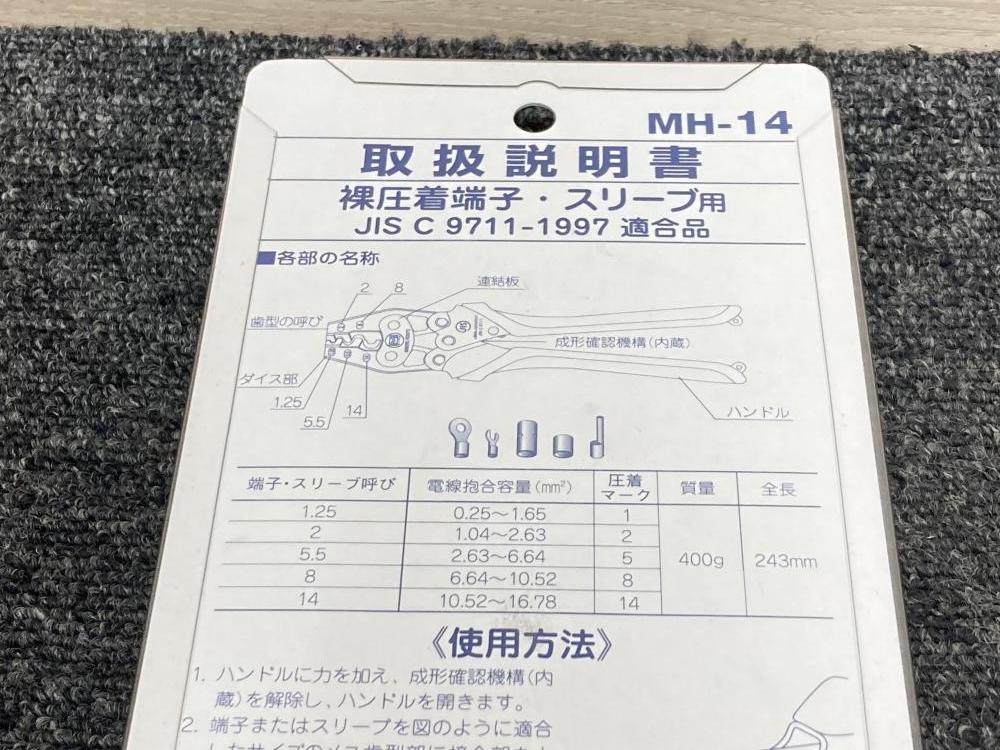 MH-14
取扱説明書
裸圧着端子・スリーブ用
JIS C 9711-1997 適合品
■各部の名称
2 8 連結板
歯型の呼び
成形確認機構(内蔵)
ダイス部
1.25
5.5
14
ハンドル
端子・スリーブ呼び 電線抱合容量(mm²) 圧着マーク 質量 全長
1.25 0.25～1.65 1
2 1.04～2.63 2
5.5 2.63～6.64 5 400g 243mm
8 6.64～10.52 8
14 10.52～16.78 14
《使用方法》
1. ハンドルに力を加え、成形確認機構(内
蔵)を解除し、ハンドルを開きます。
2. 端子またはスリーブを図のように適合